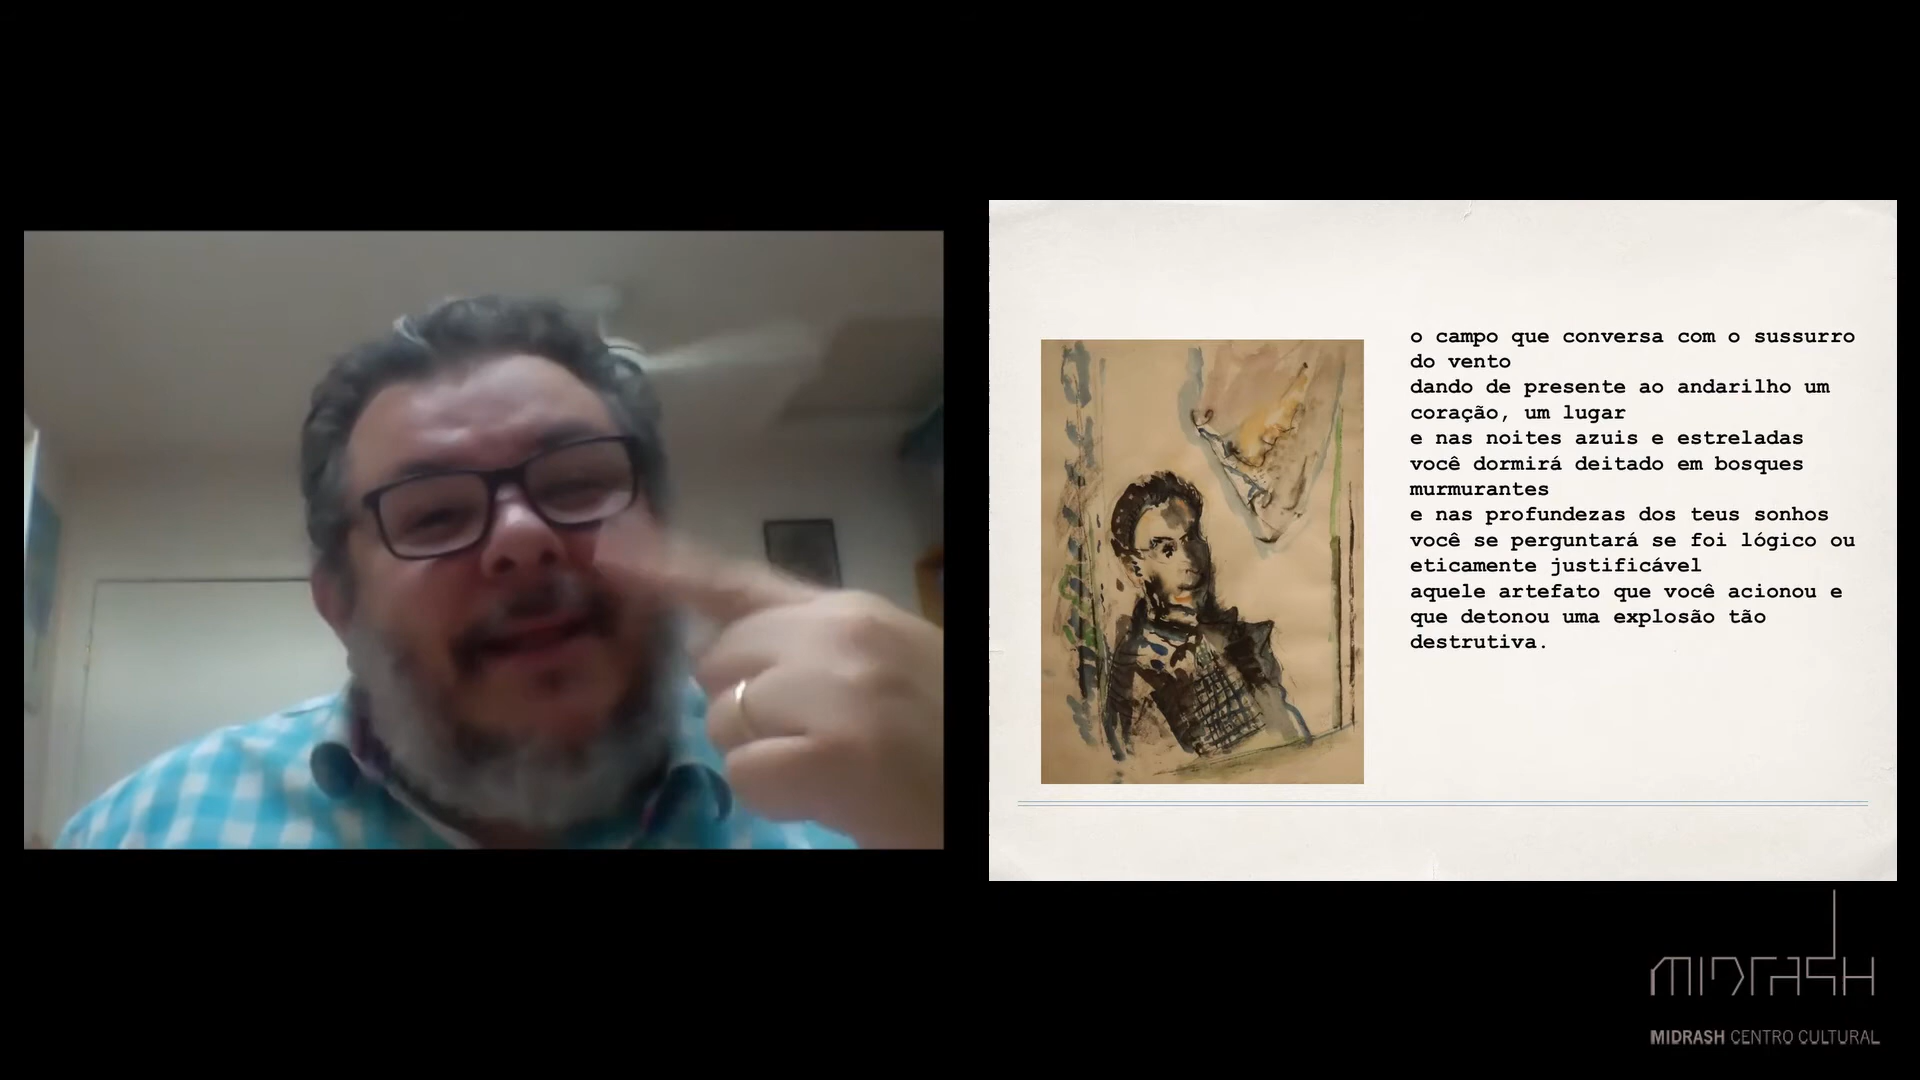 o campo que conversa com o sussurro
do vento
dando de presente ao andarilho um
coração, um lugar
e nas noites azuis e estreladas
você dormirá deitado em bosques
murmurantes
e nas profundezas dos teus sonhos
você se perguntará se foi lógico ou
eticamente justificável
aquele artefato que você acionou e
que detonou uma explosão tão
destrutiva.
MIDRASH
MIDRASH CENTRO CULTURAL